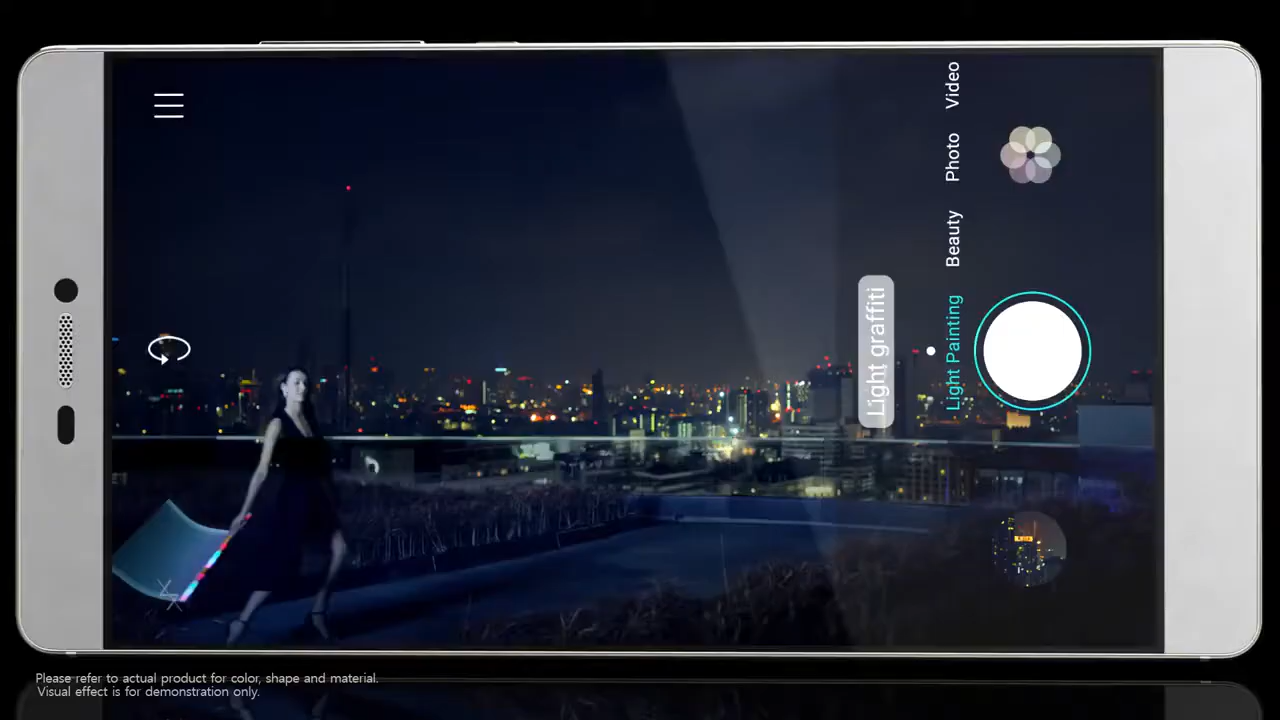 Video
Photo
Beauty
Light Painting
Light graffiti
Please refer to actual product for color, shape and material.
Visual effect is for demonstration only.